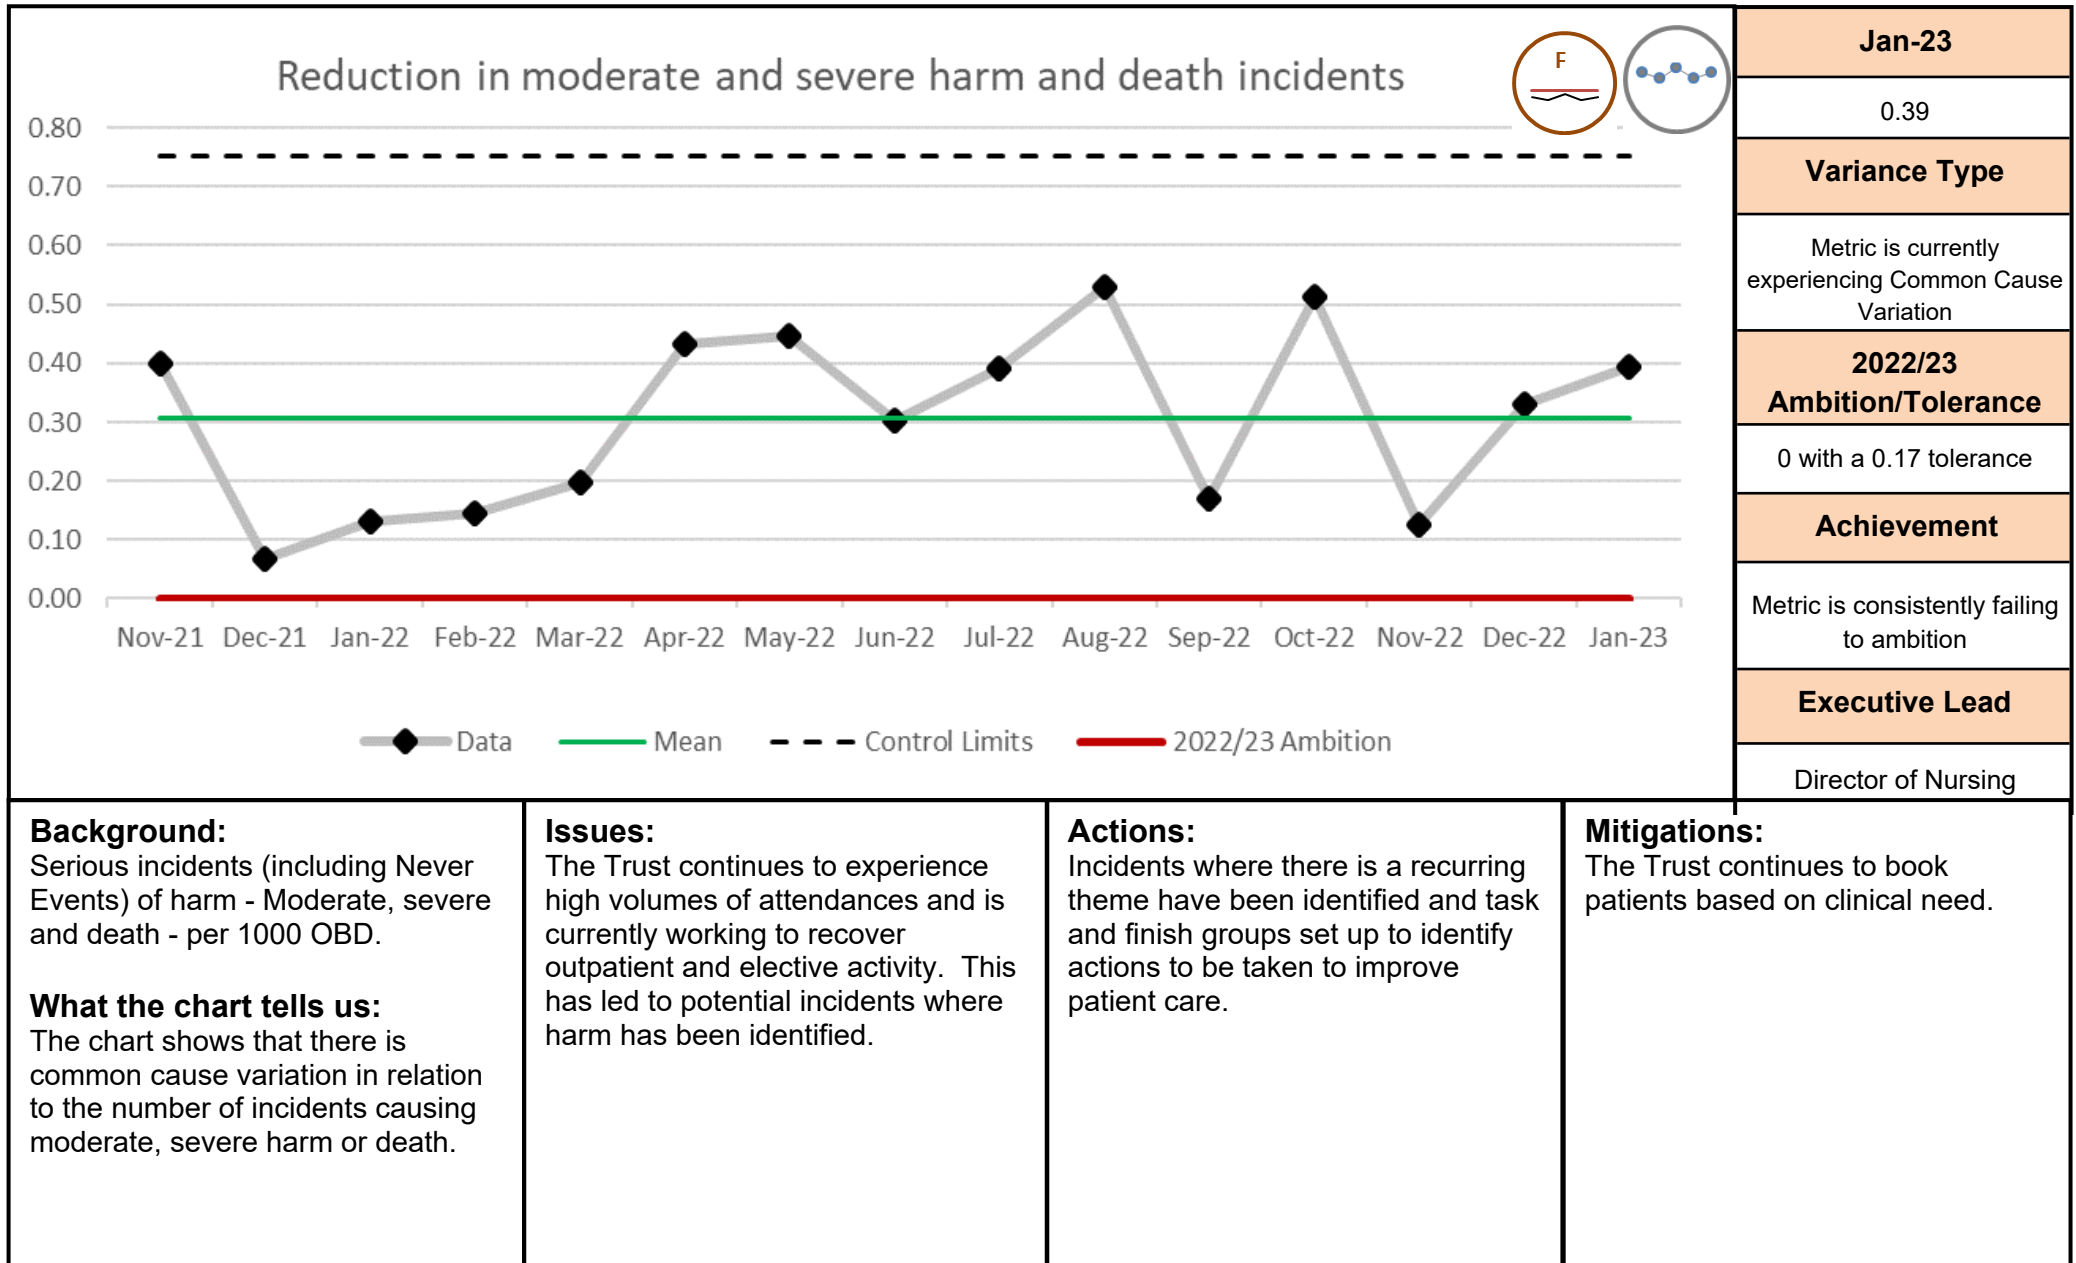 Reduction in moderate and severe harm and death incidents
F
0.80
0.70
0.60
0.50
0.40
0.30
0.20
0.10
0.00
Nov-21 Dec-21 Jan-22 Feb-22 Mar-22 Apr-22 May-22 Jun-22 Jul-22 Aug-22 Sep-22 Oct-22 Nov-22 Dec-22 Jan-23
Data Mean Control Limits 2022/23 Ambition
Jan-23
0.39
Variance Type
Metric is currently
experiencing Common Cause
Variation
2022/23
Ambition/Tolerance
0 with a 0.17 tolerance
Achievement
Metric is consistently failing
to ambition
Executive Lead
Director of Nursing
Background:
Serious incidents (including Never
Events) of harm - Moderate, severe
and death - per 1000 OBD.
What the chart tells us:
The chart shows that there is
common cause variation in relation
to the number of incidents causing
moderate, severe harm or death.
Issues:
The Trust continues to experience
high volumes of attendances and is
currently working to recover
outpatient and elective activity.  This
has led to potential incidents where
harm has been identified.
Actions:
Incidents where there is a recurring
theme have been identified and task
and finish groups set up to identify
actions to be taken to improve
patient care.
Mitigations:
The Trust continues to book
patients based on clinical need.